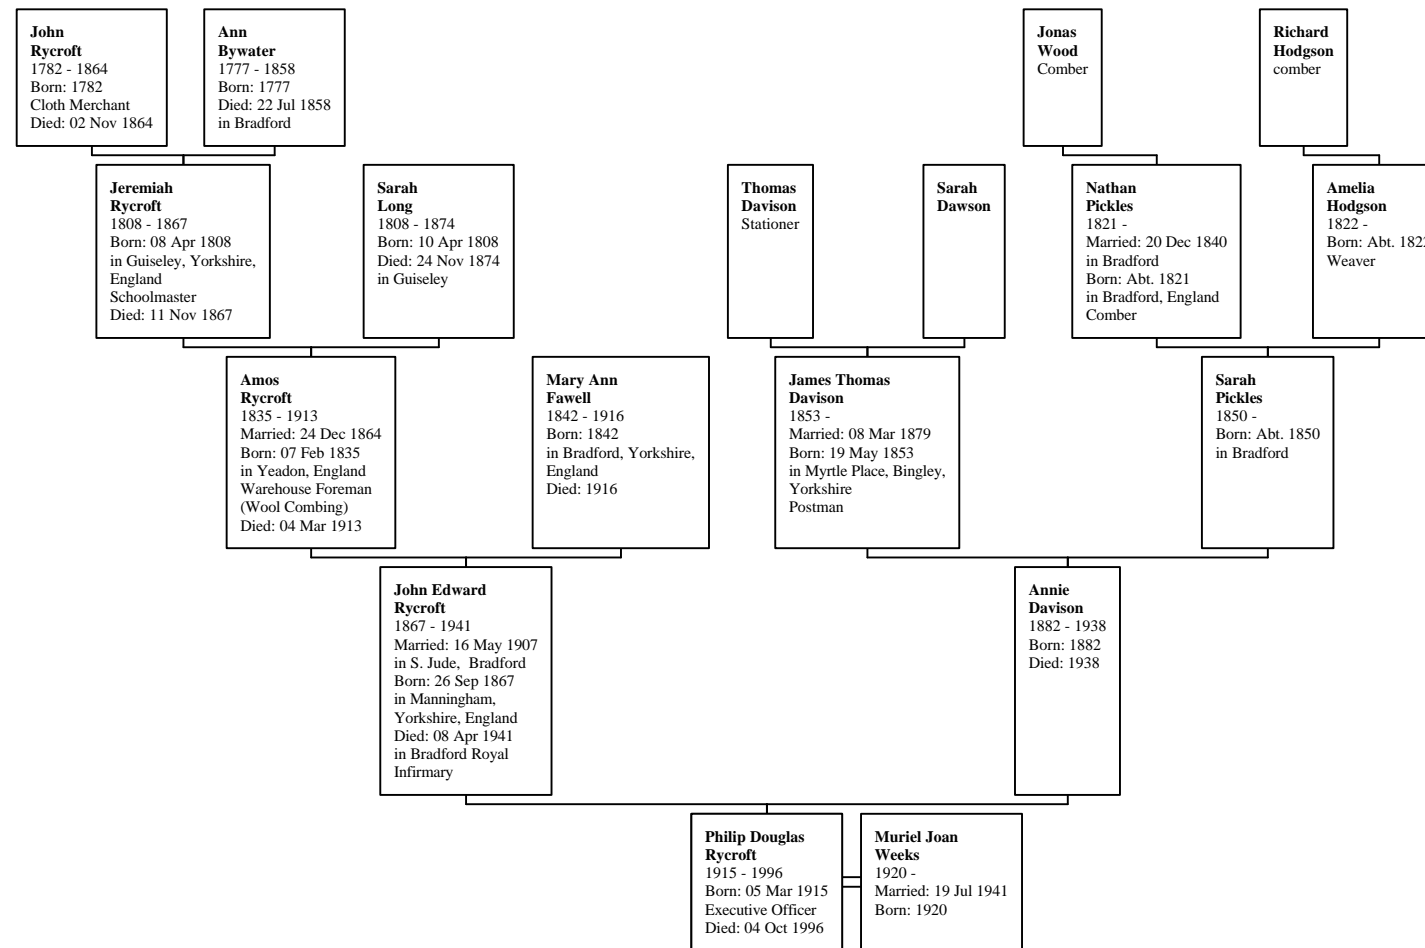 John
Rycroft
1782 - 1864
Born: 1782
Cloth Merchant
Died: 02 Nov 1864
Ann
Bywater
1777 - 1858
Born: 1777
Died: 22 Jul 1858
in Bradford
Jonas
Wood
Comber
Richard
Hodgson
comber
Jeremiah
Rycroft
1808 - 1867
Born: 08 Apr 1808
in Guiseley, Yorkshire,
England
Schoolmaster
Died: 11 Nov 1867
Sarah
Long
1808 - 1874
Born: 10 Apr 1808
Died: 24 Nov 1874
in Guiseley
Thomas
Davison
Stationer
Sarah
Dawson
Nathan
Pickles
1821 -
Married: 20 Dec 1840
in Bradford
Born: Abt. 1821
in Bradford, England
Comber
Amelia
Hodgson
1822 -
Born: Abt.
Weaver
Amos
Rycroft
1835 - 1913
Married: 24 Dec 1864
Born: 07 Feb 1835
in Yeadon, England
Warehouse Foreman
(Wool Combing)
Died: 04 Mar 1913
Mary Ann
Fawell
1842 - 1916
Born: 1842
in Bradford, Yorkshire,
England
Died: 1916
James Thomas
Davison
1853 -
Married: 08 Mar 1879
Born: 19 May 1853
in Myrtle Place, Bingley,
Yorkshire
Postman
Sarah
Pickles
1850 -
Born: Abt. 1850
in Bradford
John Edward
Rycroft
1867 - 1941
Married: 16 May 1907
in S. Jude, Bradford
Born: 26 Sep 1867
in Manningham,
Yorkshire, England
Died: 08 Apr 1941
in Bradford Royal
Infirmary
Annie
Davison
1882 - 1938
Born: 1882
Died: 1938
Philip Douglas
Rycroft
1915 - 1996
Born: 05 Mar 1915
Executive Officer
Died: 04 Oct 1996
Muriel Joan
Weeks
1920 -
Married: 19 Jul 1941
Born: 1920